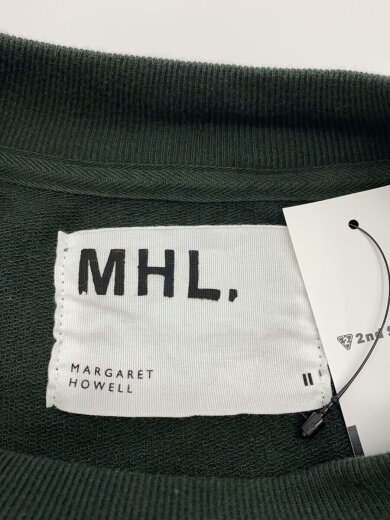 MHL.
MARGARET
HOWELL
II
2nd